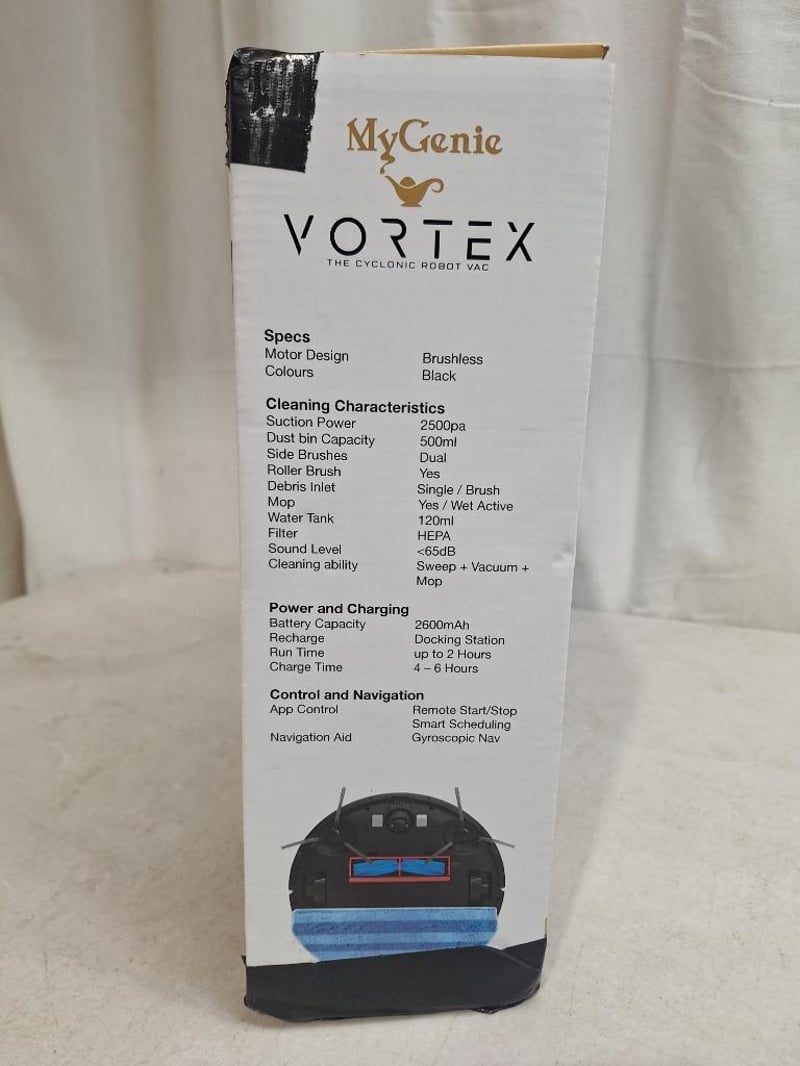 MyGenie
VORTEX
THE CYCLONIC ROBOT VAC
Specs
Motor Design Brushless
Colours Black
Cleaning Characteristics
Suction Power 2500pa
Dust bin Capacity 500ml
Side Brushes Dual
Roller Brush Yes
Debris Inlet Single / Brush
Mop Yes / Wet Active
Water Tank 120ml
Filter HEPA
Sound Level <65dB
Cleaning ability Sweep + Vacuum +
Mop
Power and Charging
Battery Capacity 2600mAh
Recharge Docking Station
Run Time up to 2 Hours
Charge Time 4 – 6 Hours
Control and Navigation
App Control Remote Start/Stop
Smart Scheduling
Navigation Aid Gyroscopic Nav